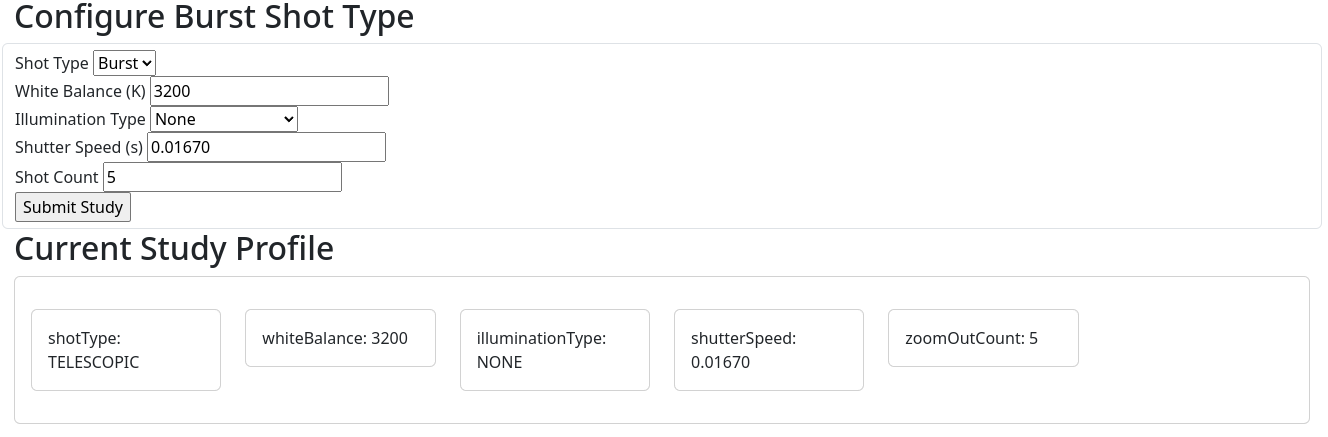 Configure Burst Shot Type
Shot Type Burst
White Balance (K) 3200
Illumination Type None
Shutter Speed (s) 0.01670
Shot Count 5
Submit Study
Current Study Profile
shotType:
TELESCOPIC
whiteBalance: 3200
illuminationType:
NONE
shutterSpeed:
0.01670
zoomOutCount: 5